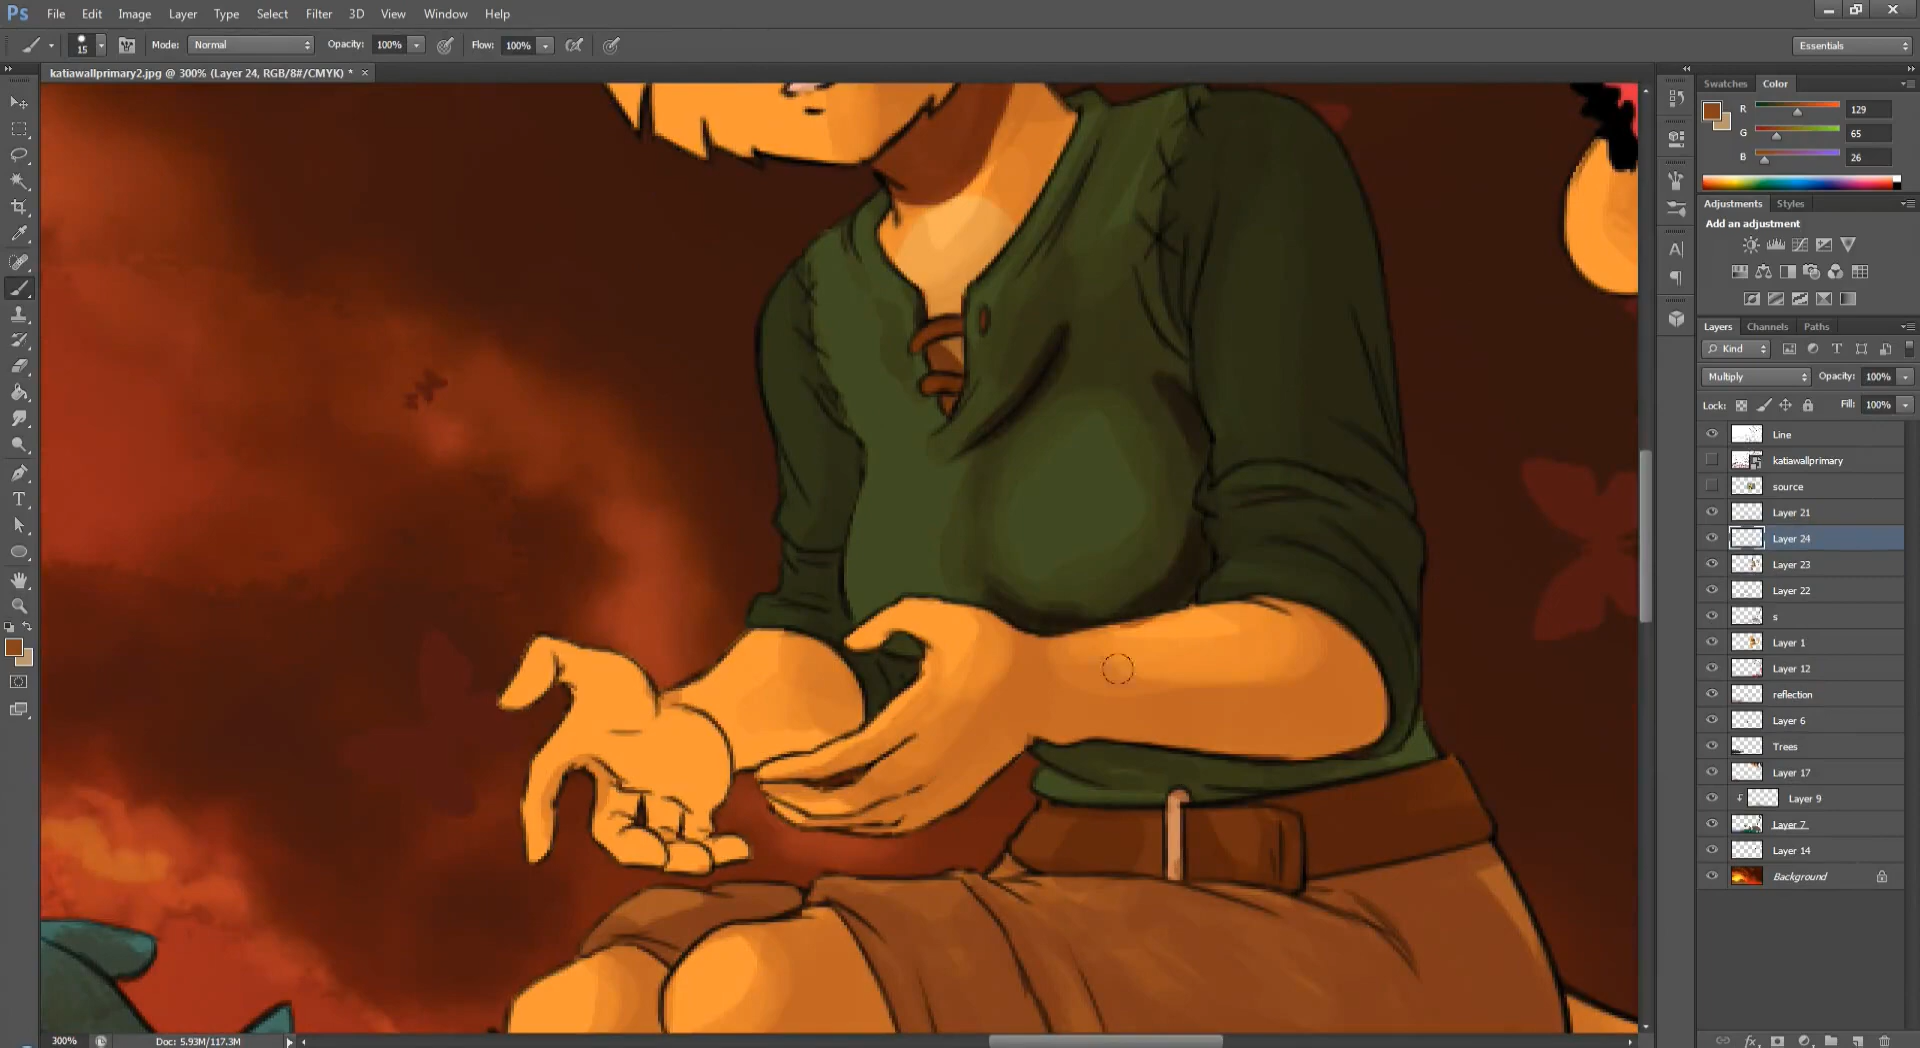 Ps File Edit Image Layer Type Select Filter 3D View Window Help
15 Mode: Normal Opacity: 100% Flow: 100% Essentials
katiawallprimary2.jpg @ 300% (Layer 24, RGB/8#/CMYK) * ×
Swatches Color
R 129
G 65
B 26
Adjustments Styles
Add an adjustment
Layers Channels Paths
Kind
Multiply Opacity: 100%
Lock: Fill: 100%
Line
katiawallprimary
source
Layer 21
Layer 24
Layer 23
Layer 22
s
Layer 1
Layer 12
reflection
Layer 6
Trees
Layer 17
Layer 9
Layer 7
Layer 14
Background
300% Doc: 5.93M/117.3M